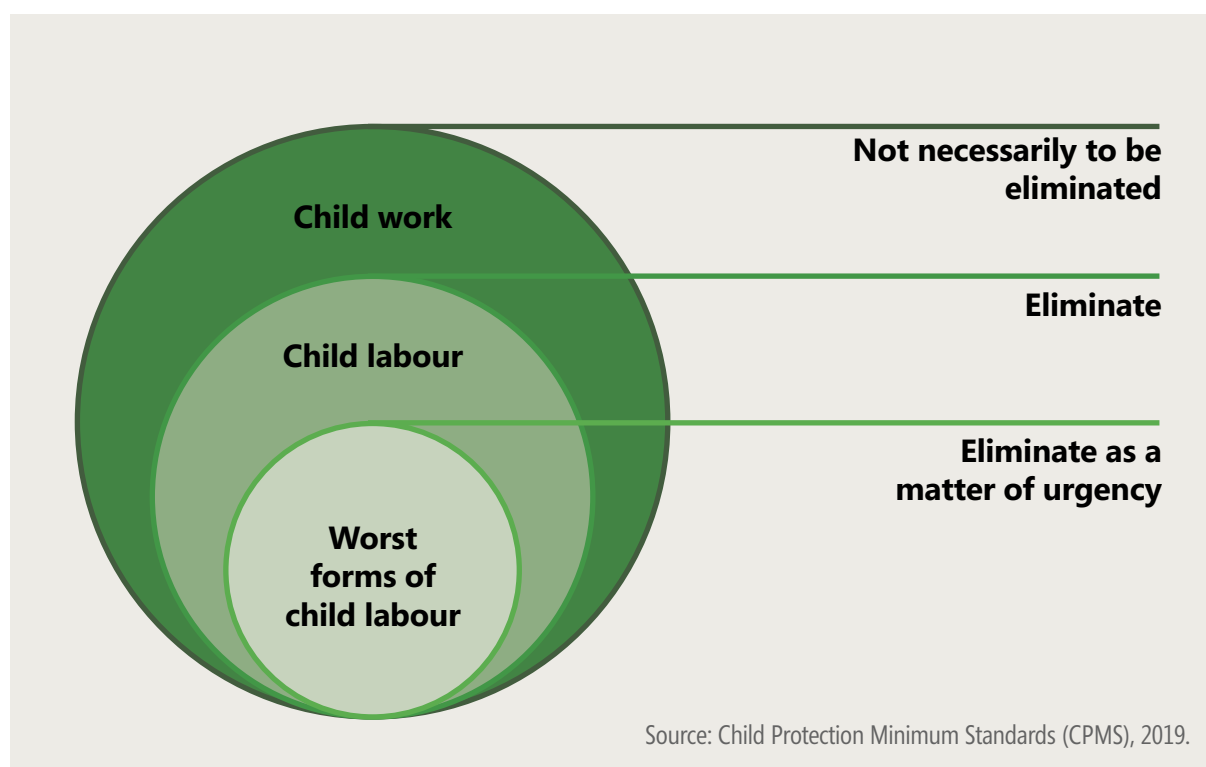 Not necessarily to be
eliminated
Child work
Eliminate
Child labour
Eliminate as a
matter of urgency
Worst
forms of
child labour
Source: Child Protection Minimum Standards (CPMS), 2019.